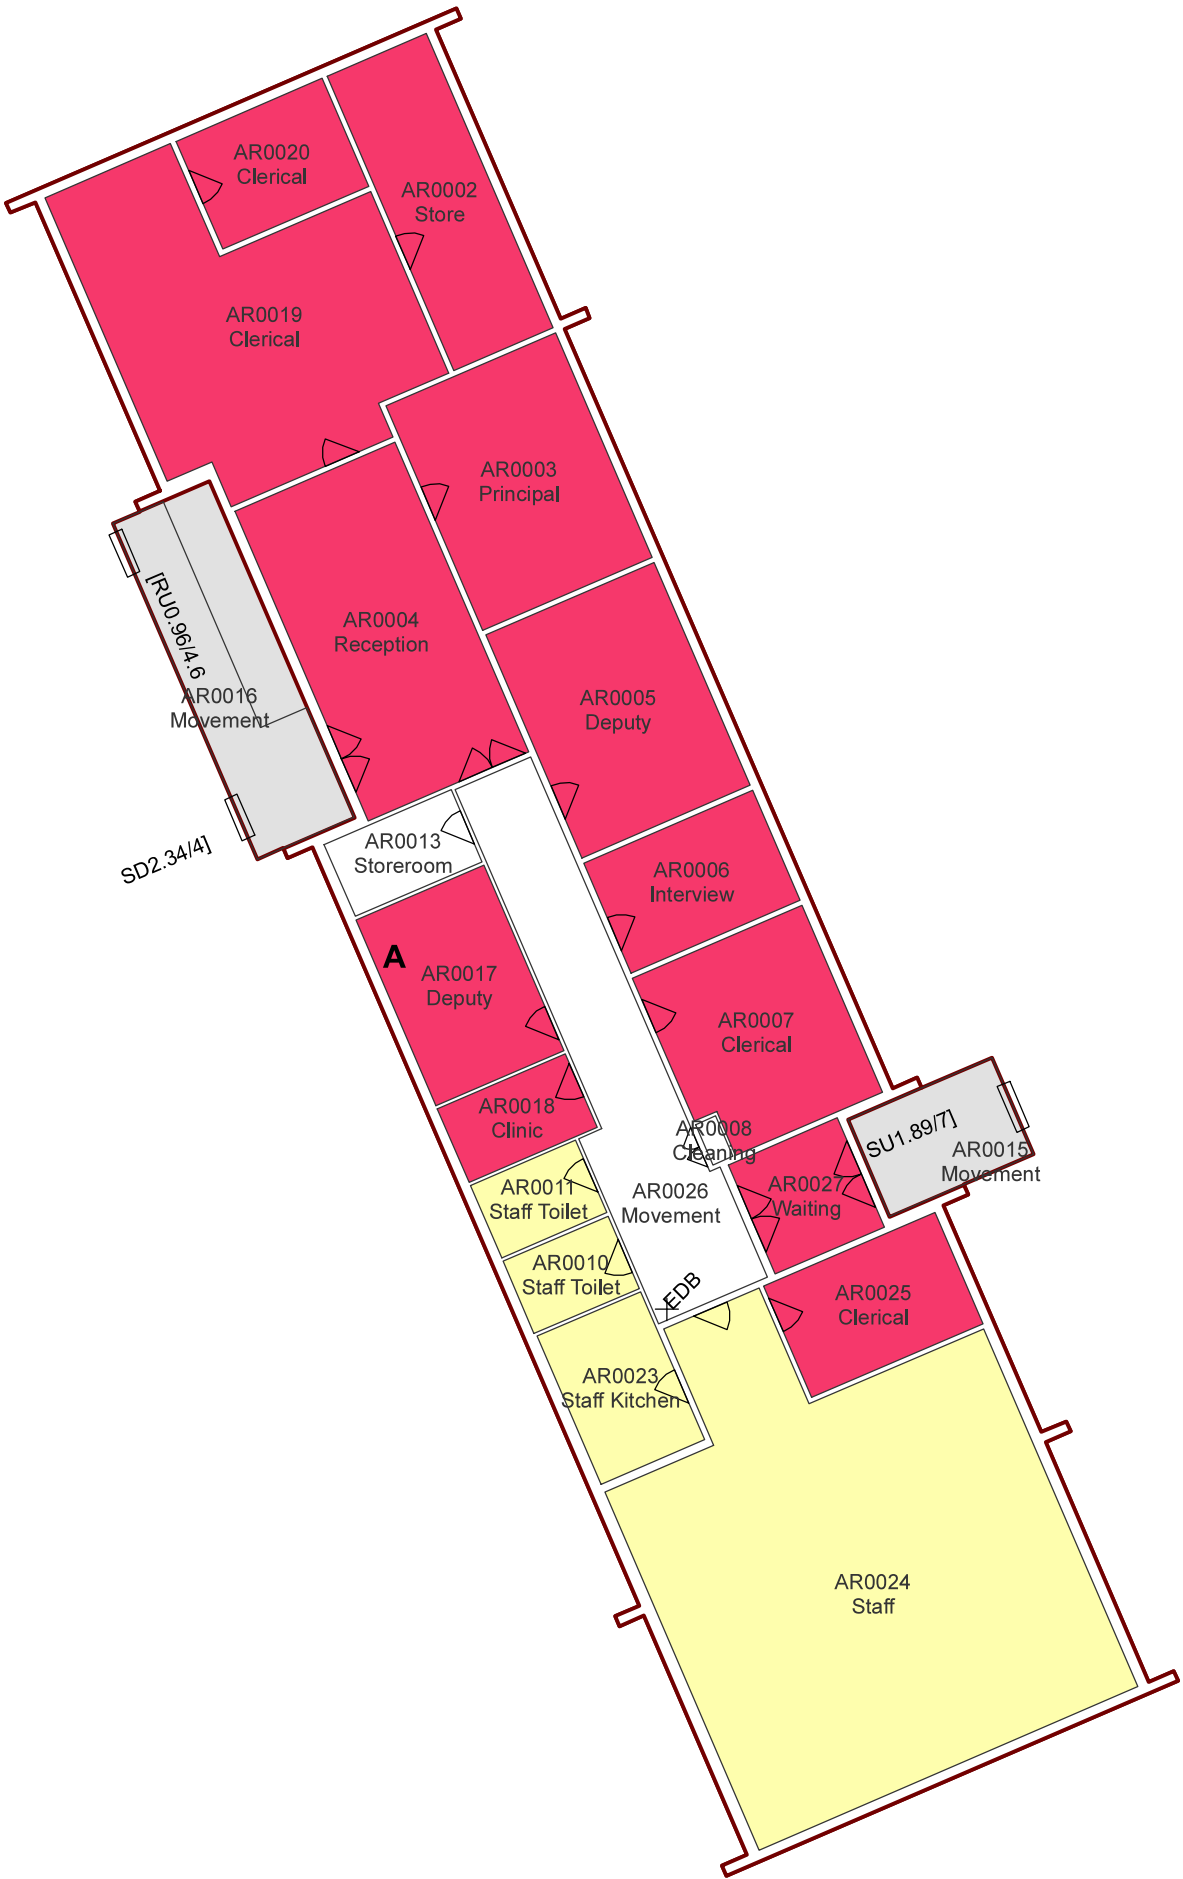 AR0020
Clerical
AR0002
Store
AR0019
Clerical
AR0003
Principal
[RU0.96/4.6
AR0004
Reception
AR0016
Movement
AR0005
Deputy
SD2.34/4]
AR0013
Storeroom
AR0006
Interview
A
AR0017
Deputy
AR0007
Clerical
AR0018
Clinic
AR0008
Cleaning
SU1.89/7]
AR0015
Movement
AR0011
Staff Toilet
AR0026
Movement
AR0027
Waiting
AR0010
Staff Toilet
EDB
AR0025
Clerical
AR0023
Staff Kitchen
AR0024
Staff